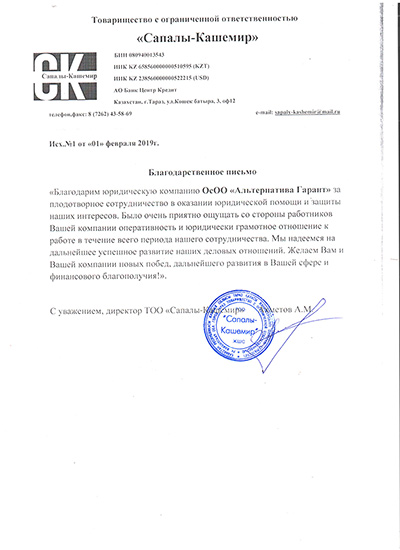 Товарищество с ограниченной ответственностью
«Сапалы-Кашемир»
СК
Сапалы-Кашемир
БИН 080940013543
ИИК KZ 658560000000510595 (KZT)
ИИК KZ 238560000000522215 (USD)
АО Банк Центр Кредит
Казахстан, г.Тараз, ул.Кошек батыра, 3, оф12
телефон,факс: 8 (7262) 43-58-69
e-mail: sapaly-kashemir@mail.ru
Исх.№1 от «01» февраля 2019г.
Благодарственное письмо
«Благодарим юридическую компанию ОсОО «Альтернатива Гарант» за
плодотворное сотрудничество в оказании юридической помощи и защиты
наших интересов. Было очень приятно ощущать со стороны работников
Вашей компании оперативность и юридически грамотное отношение к
работе в течение всего периода нашего сотрудничества. Мы надеемся на
дальнейшее успешное развитие наших деловых отношений. Желаем Вам и
Вашей компании новых побед, дальнейшего развития в Вашей сфере и
финансового благополучия!».
С уважением, директор ТОО «Сапалы-Кашемир» А.М.
ТОО
"Сапалы-
Кашемир"
ЖШС